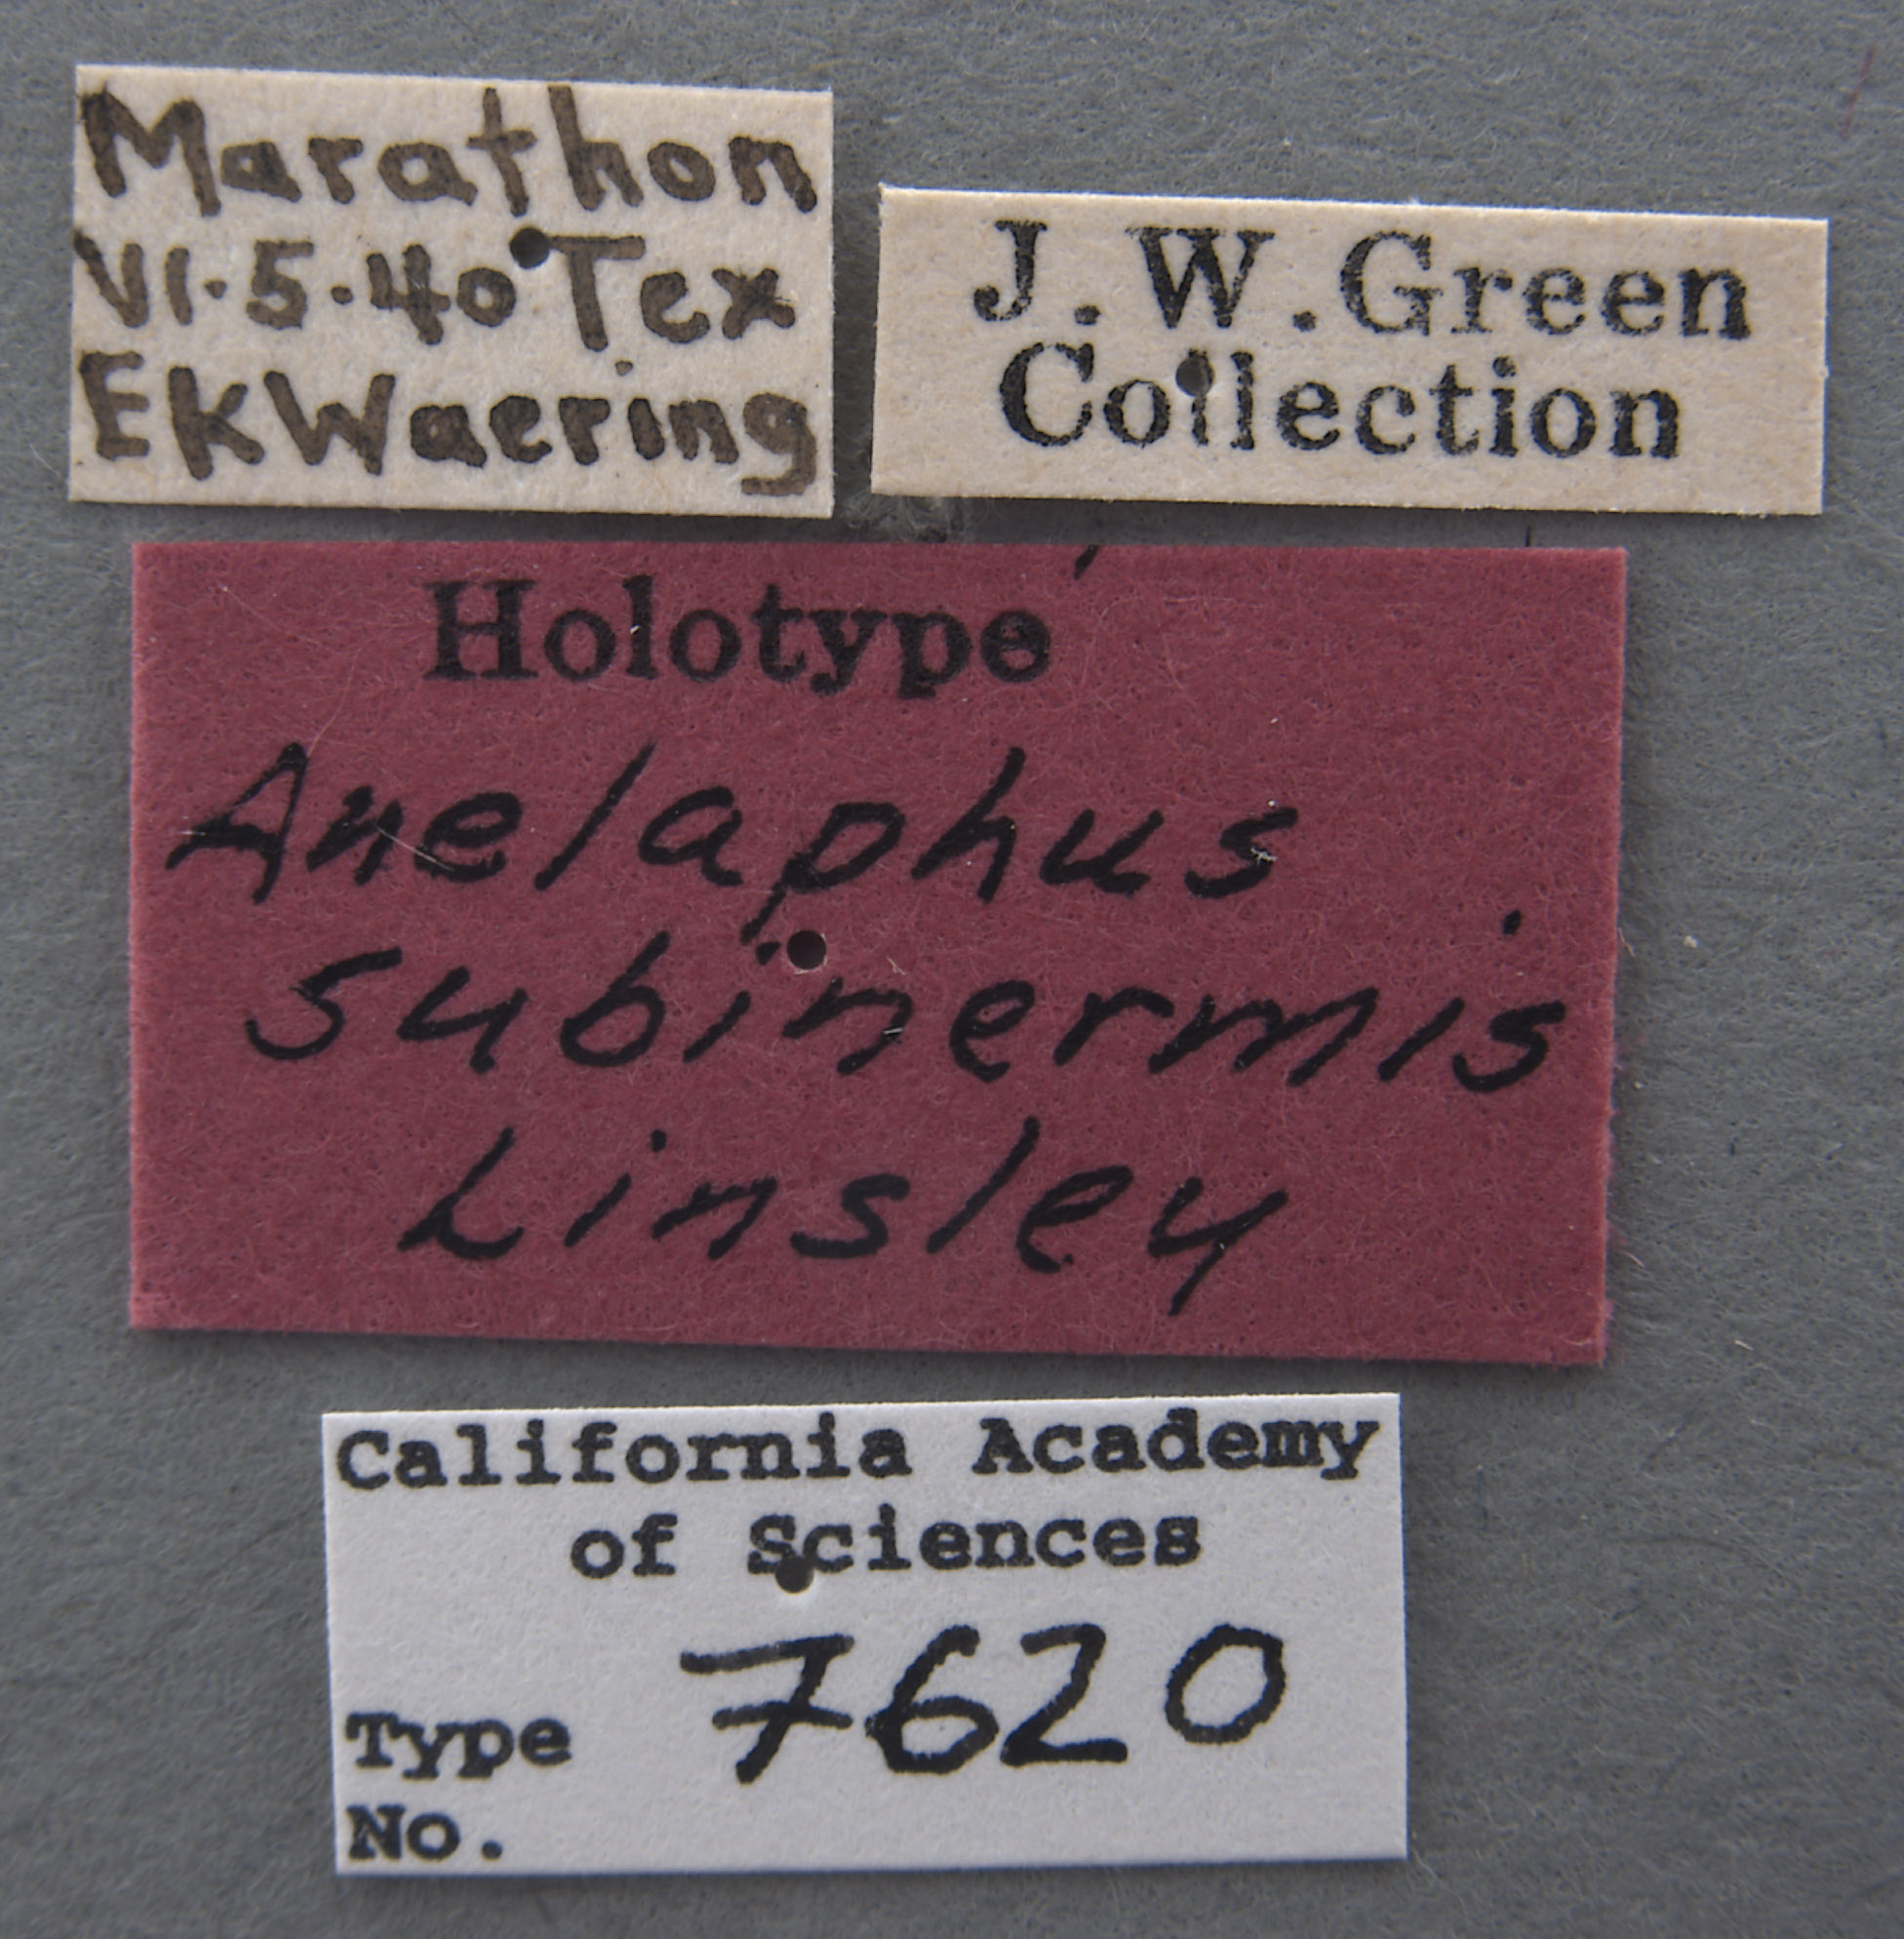 Marathon
VI·5·40 Tex
EKWaering
J.W.Green
Collection
Holotype
Anelaphus
subinermis
Linsley
California Academy
of Sciences
Type 7620
No.